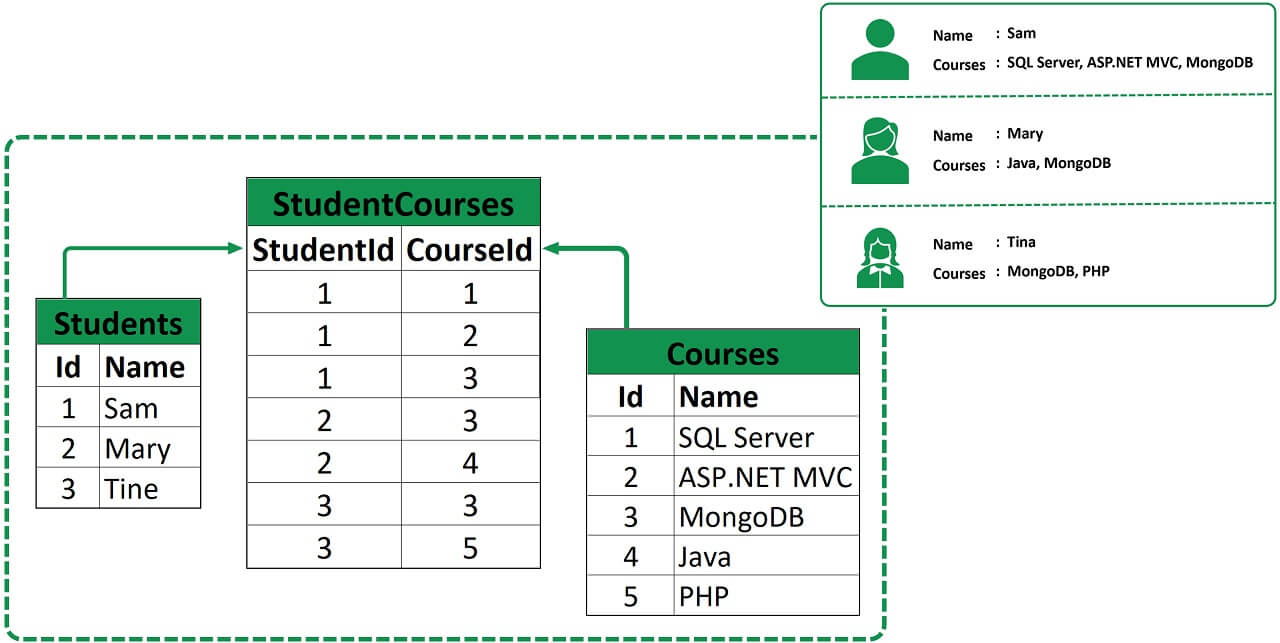 Name : Sam
Courses : SQL Server, ASP.NET MVC, MongoDB
Name : Mary
Courses : Java, MongoDB
Name : Tina
Courses : MongoDB, PHP
StudentCourses
StudentId CourseId
1 1
1 2
1 3
2 3
2 4
3 3
3 5
Students
Id Name
1 Sam
2 Mary
3 Tine
Courses
Id Name
1 SQL Server
2 ASP.NET MVC
3 MongoDB
4 Java
5 PHP